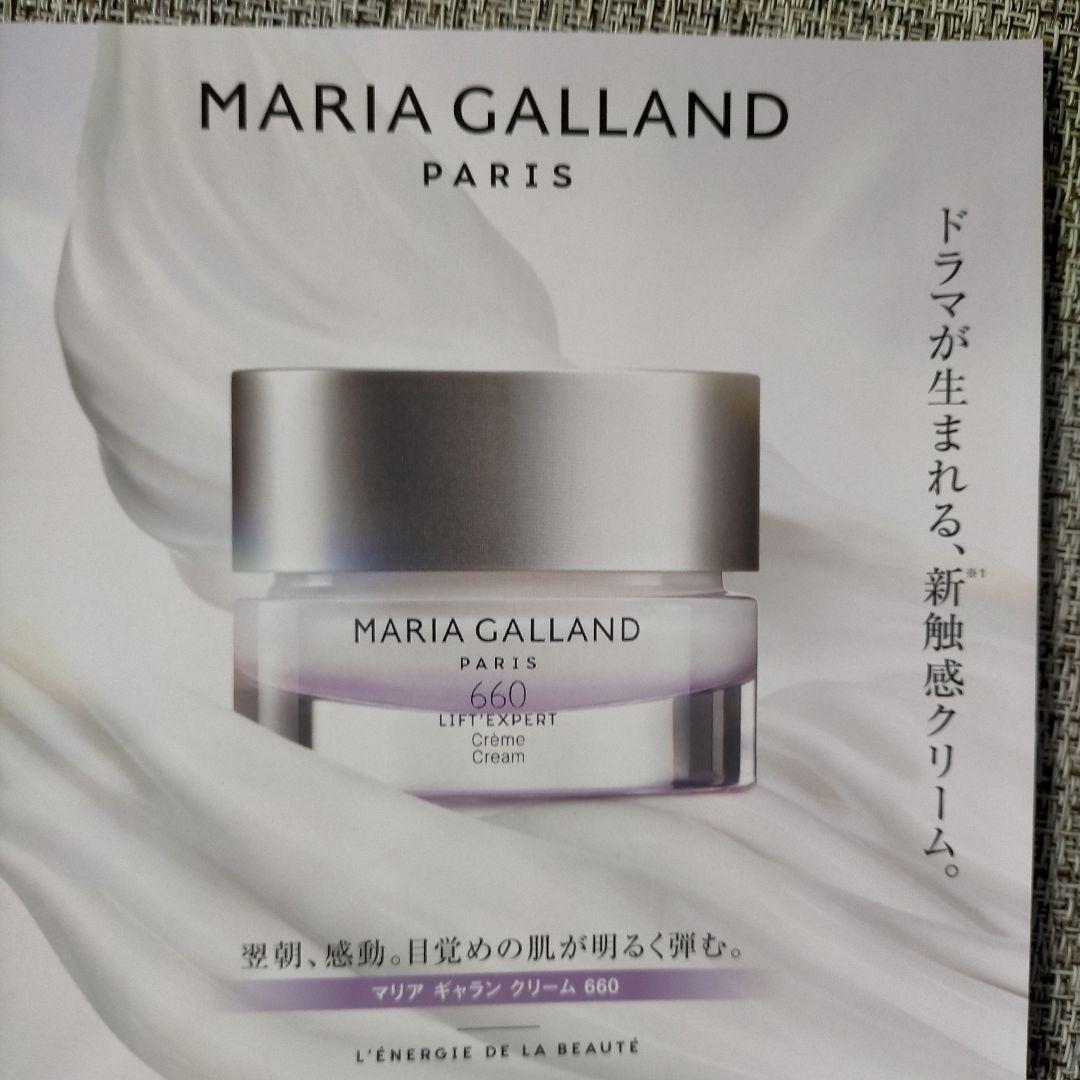 MARIA GALLAND
PARIS
ドラマが生まれる、新触感クリーム。
※1
MARIA GALLAND
PARIS
660
LIFT'EXPERT
Crème
Cream
翌朝、感動。目覚めの肌が明るく弾む。
マリア ギャラン クリーム 660
L'ÉNERGIE DE LA BEAUTÉ